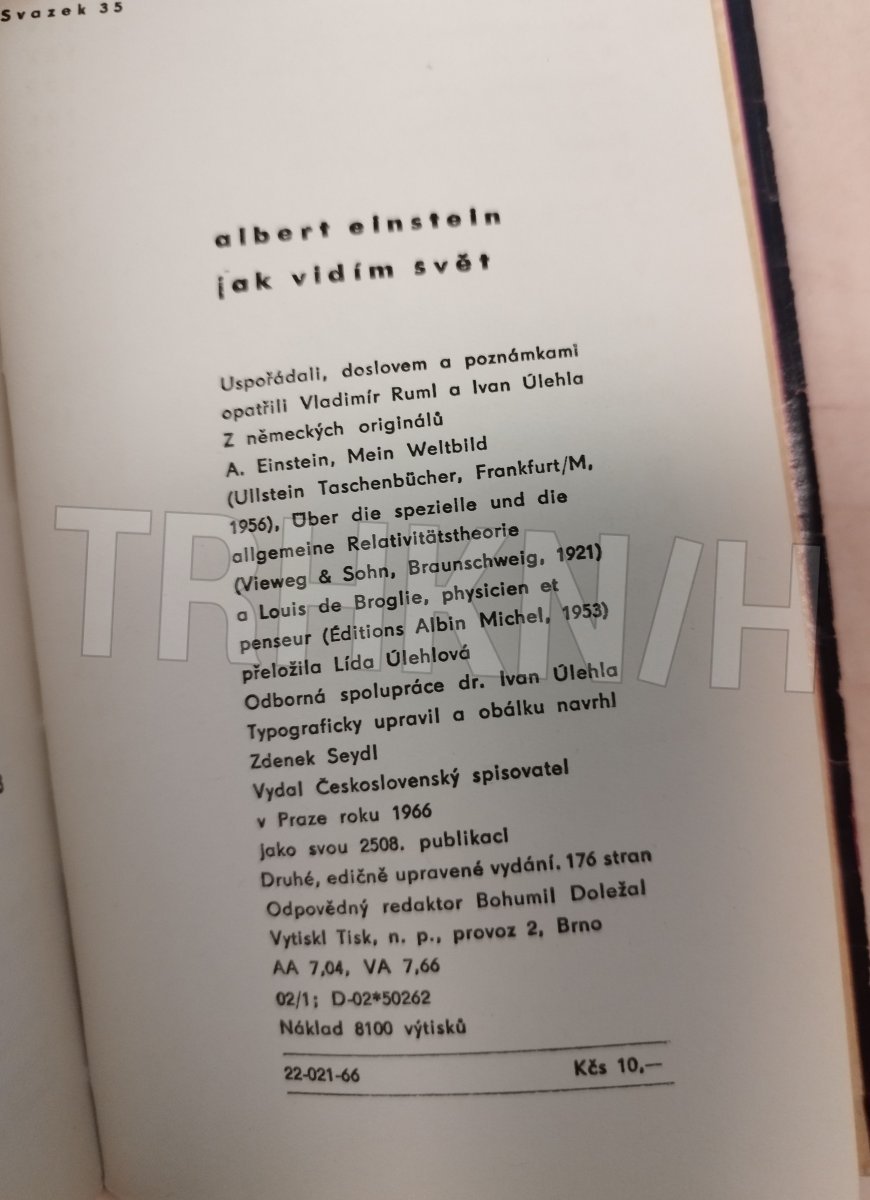 Svazek 35
albert einstein
jak vidím svět
Uspořádali, doslovem a poznámkami
opatřili Vladimír Ruml a Ivan Úlehla
Z německých originálů
A. Einstein, Mein Weltbild
(Ullstein Taschenbücher, Frankfurt/M,
1956), Über die spezielle und die
allgemeine Relativitätstheorie
(Vieweg & Sohn, Braunschweig, 1921)
a Louis de Broglie, physicien et
penseur (Éditions Albin Michel, 1953)
přeložila Lída Úlehlová
Odborná spolupráce dr. Ivan Úlehla
Typograficky upravil a obálku navrhl
Zdenek Seydl
Vydal Československý spisovatel
v Praze roku 1966
jako svou 2508. publikaci
Druhé, edičně upravené vydání. 176 stran
Odpovědný redaktor Bohumil Doležal
Vytiskl Tisk, n. p., provoz 2, Brno
AA 7,04, VA 7,66
02/1; D-02*50262
Náklad 8100 výtisků
22-021-66 Kčs 10,—